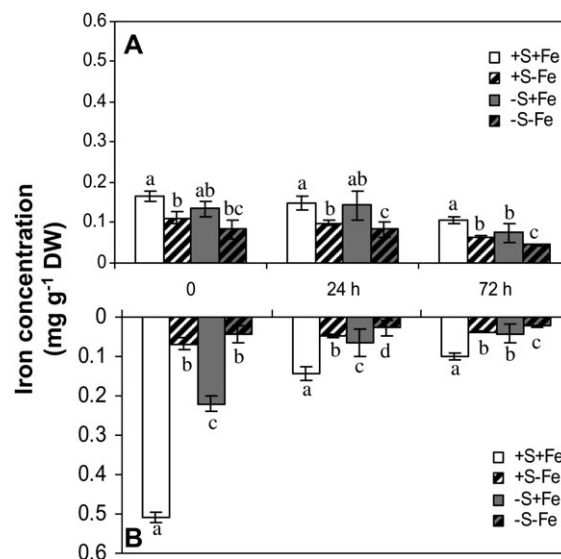 Iron concentration
(mg g-1 DW)
A
0.6
0.5
0.4
0.3
0.2
0.1
0
+S+Fe
+S-Fe
-S+Fe
-S-Fe
a b ab bc
a b ab c
a b b c
0 24 h 72 h
0
0.1
0.2
0.3
0.4
0.5
0.6
a b c b
a b c d
a b b c
+S+Fe
+S-Fe
-S+Fe
-S-Fe
B